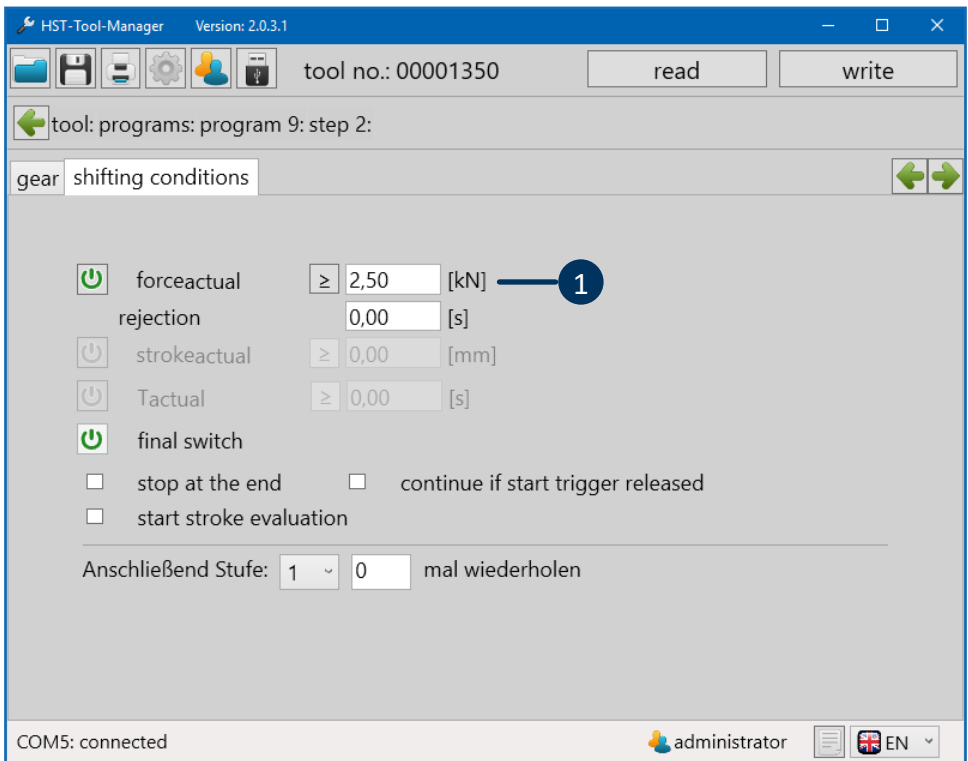 HST-Tool-Manager Version: 2.0.3.1
tool no.: 00001350 read write
tool: programs: program 9: step 2:
gear shifting conditions
forceactual ≥ 2,50 [kN] 1
rejection 0,00 [s]
strokeactual ≥ 0,00 [mm]
Tactual ≥ 0,00 [s]
final switch
stop at the end continue if start trigger released
start stroke evaluation
Anschließend Stufe: 1 0 mal wiederholen
COM5: connected administrator EN